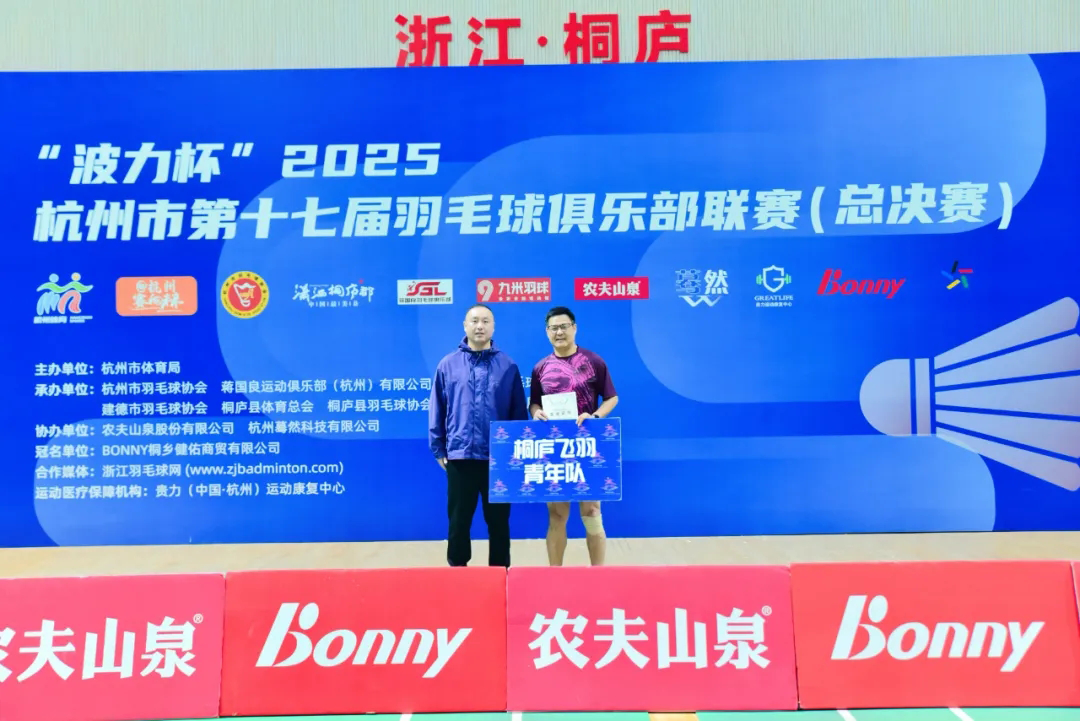 浙江·桐庐
“波力杯”2025
杭州市第十七届羽毛球俱乐部联赛(总决赛)
JGL
9 九米羽球
农夫山泉
蓦然
GREATLIFE
Bonny
主办单位：杭州市体育局
承办单位：杭州市羽毛球协会 蒋国良运动俱乐部（杭州）有限公司
建德市羽毛球协会 桐庐县体育总会 桐庐县羽毛球协会
协办单位：农夫山泉股份有限公司 杭州蓦然科技有限公司
冠名单位：BONNY桐乡健佑商贸有限公司
合作媒体：浙江羽毛球网 (www.zjbadminton.com)
运动医疗保障机构：贵力（中国·杭州）运动康复中心
桐庐飞羽
青年队
农夫山泉®
Bonny
农夫山泉®
Bonny